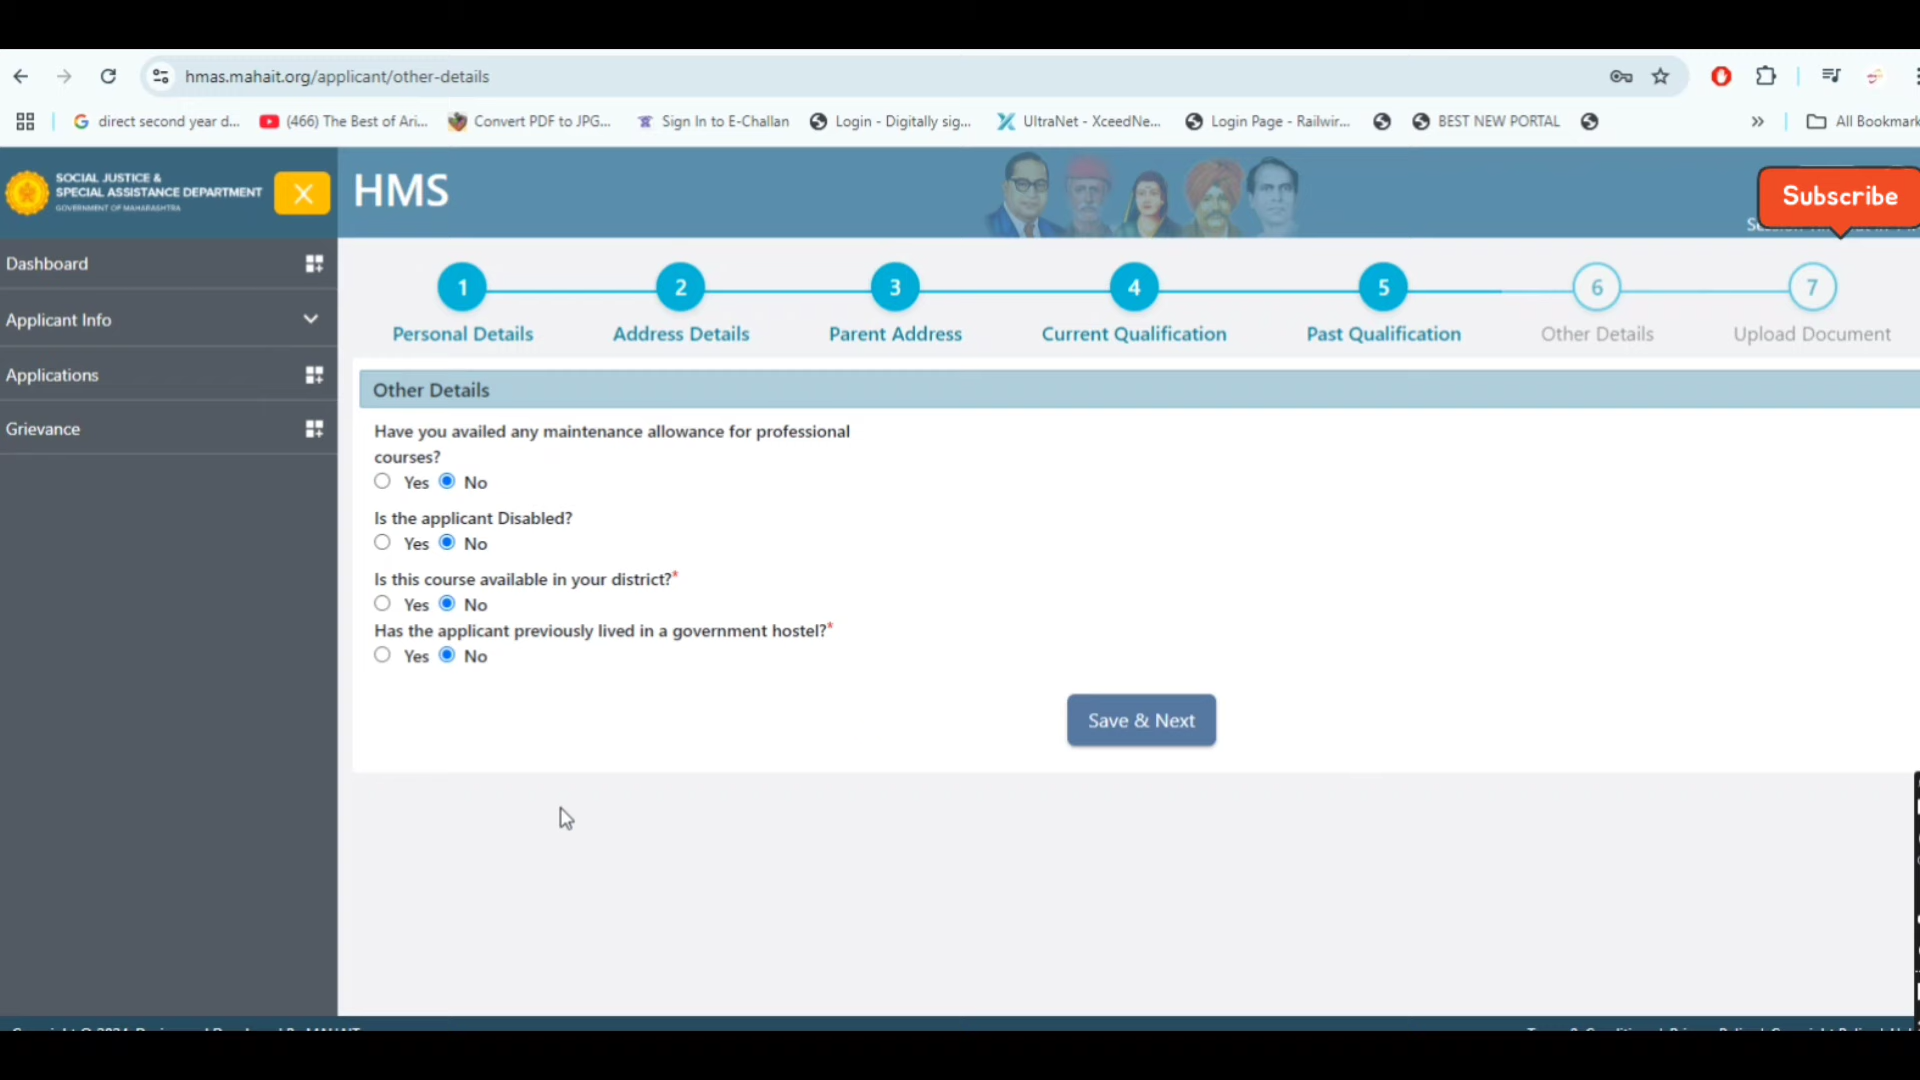 hmas.mahait.org/applicant/other-details
direct second year d...
(466) The Best of Ari...
Convert PDF to JPG...
Sign In to E-Challan
Login - Digitally sig...
UltraNet - XceedNe...
Login Page - Railwir...
BEST NEW PORTAL
»
All Bookmark
SOCIAL JUSTICE &
SPECIAL ASSISTANCE DEPARTMENT
GOVERNMENT OF MAHARASHTRA
HMS
Subscribe
Dashboard
Applicant Info
Applications
Grievance
1
2
3
4
5
6
7
Personal Details
Address Details
Parent Address
Current Qualification
Past Qualification
Other Details
Upload Document
Other Details
Have you availed any maintenance allowance for professional
courses?
Yes No
Is the applicant Disabled?
Yes No
Is this course available in your district?*
Yes No
Has the applicant previously lived in a government hostel?*
Yes No
Save & Next